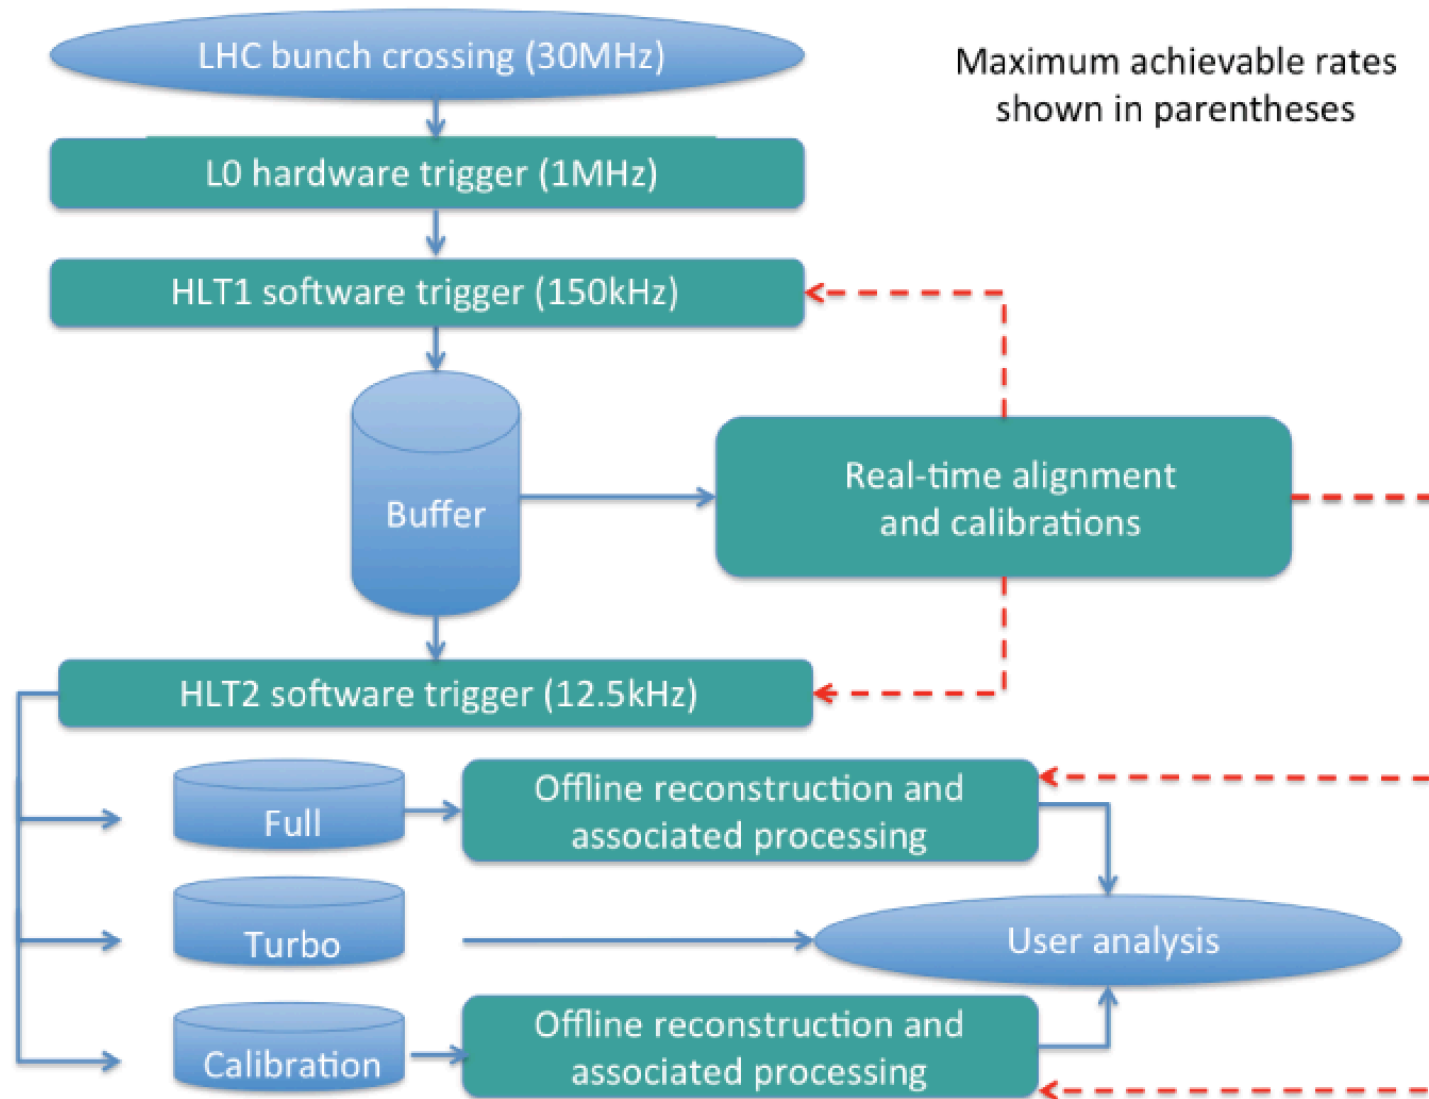 LHC bunch crossing (30MHz)
Maximum achievable rates
shown in parentheses
L0 hardware trigger (1MHz)
HLT1 software trigger (150kHz)
Buffer
Real-time alignment
and calibrations
HLT2 software trigger (12.5kHz)
Full
Offline reconstruction and
associated processing
Turbo
User analysis
Calibration
Offline reconstruction and
associated processing